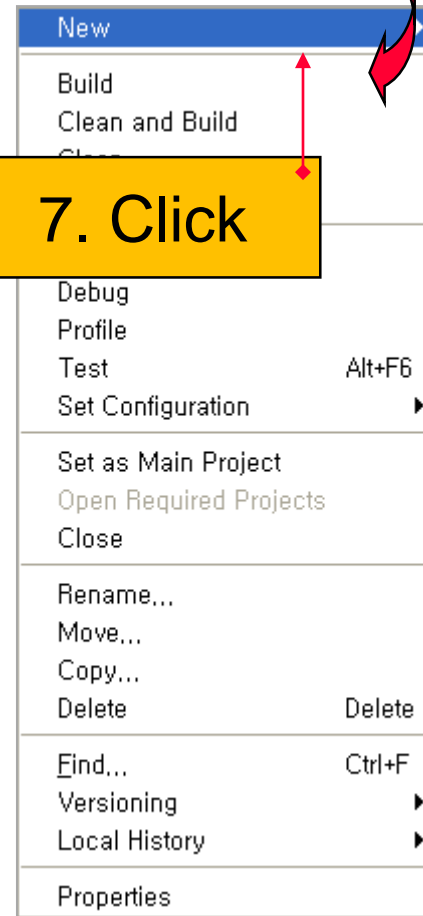 New
Build
Clean and Build
7. Click
Debug
Profile
Test Alt+F6
Set Configuration
Set as Main Project
Open Required Projects
Close
Rename...
Move...
Copy...
Delete Delete
Find... Ctrl+F
Versioning
Local History
Properties